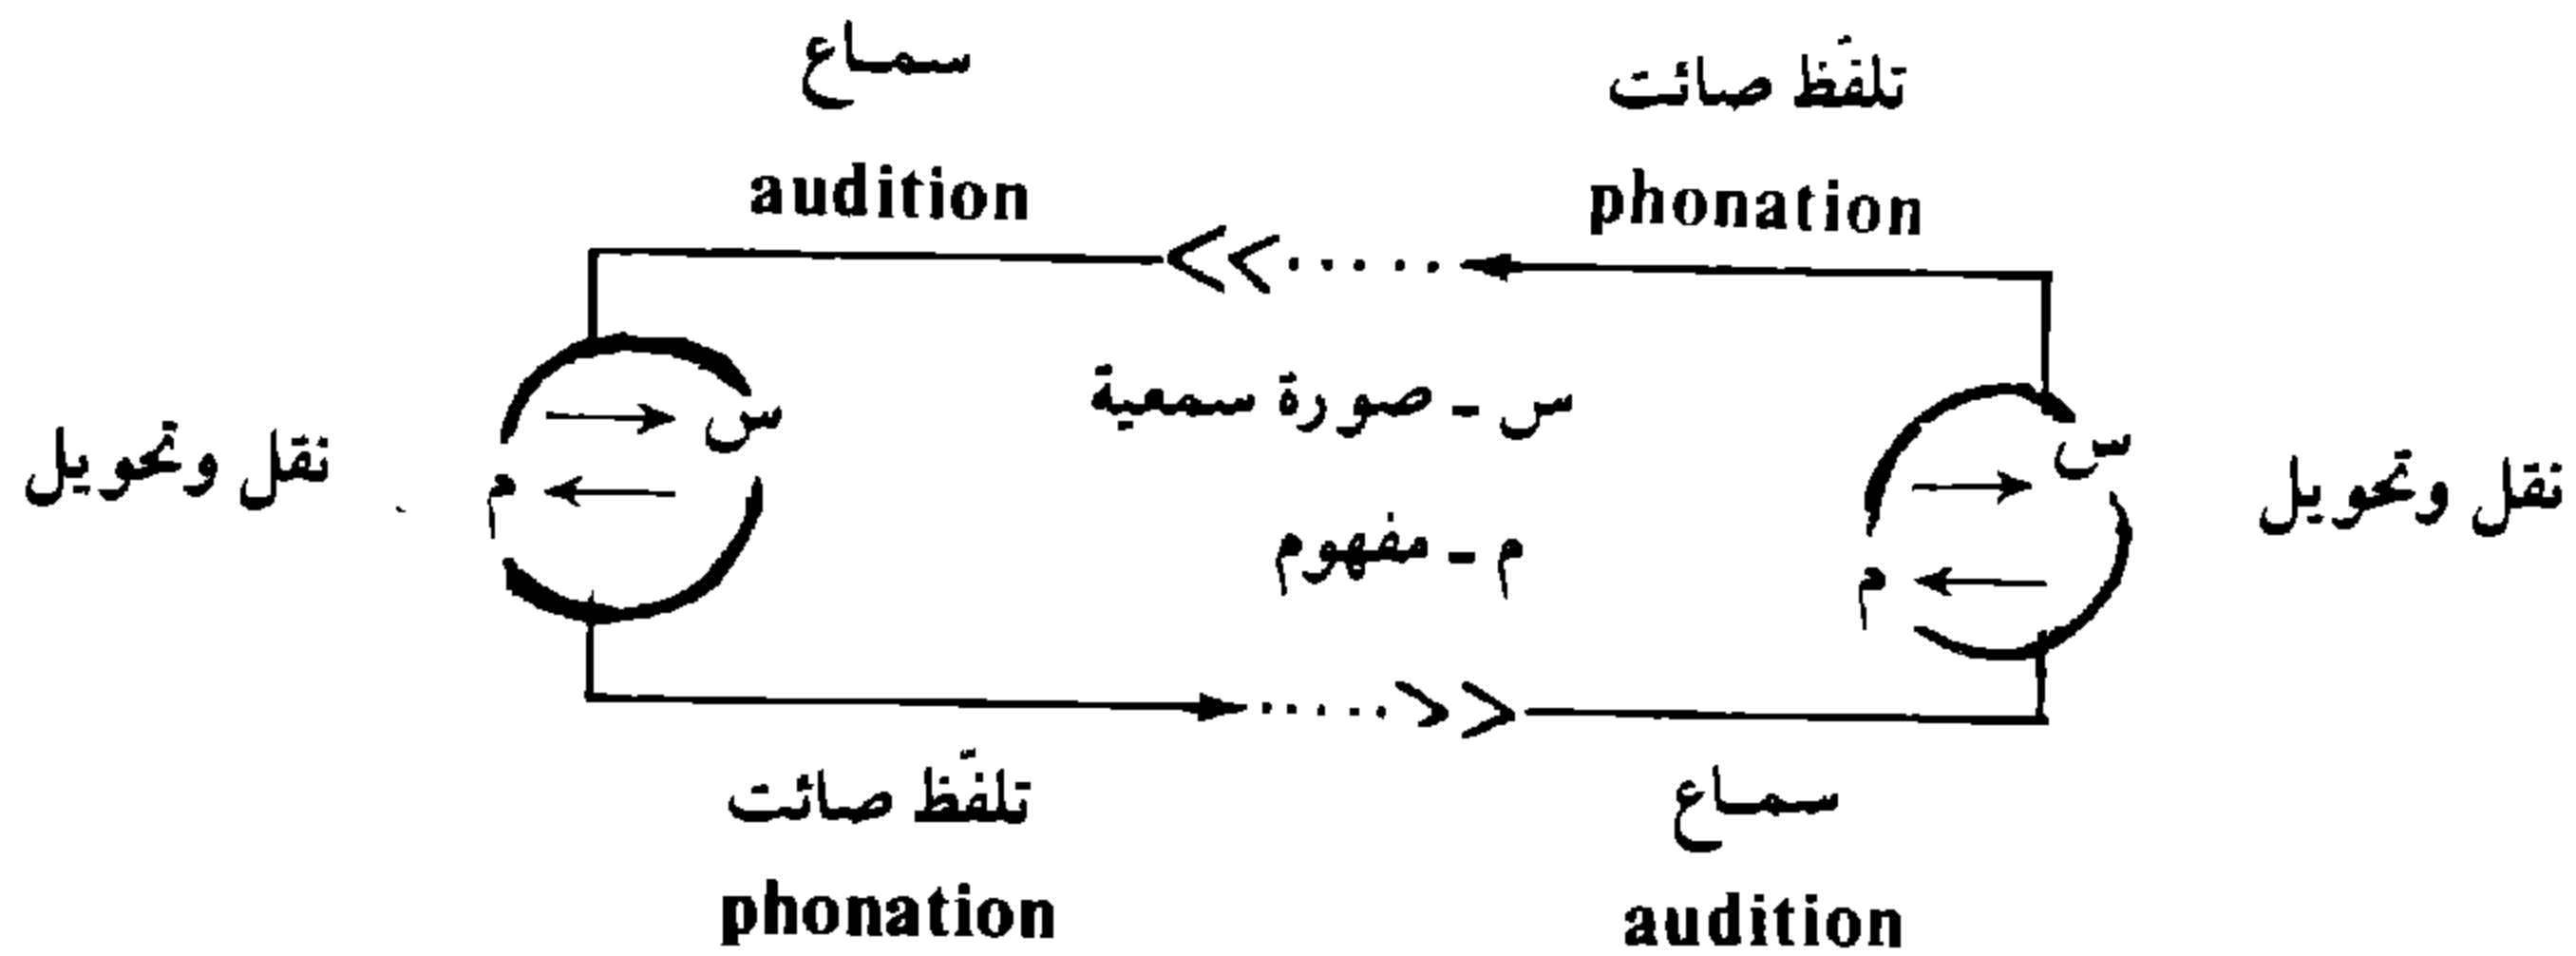 تلفّظ صائت
سماع
phonation
audition
س
س - صورة سمعية
س
نقل وتحويل
نقل وتحويل
م
م - مفهوم
م
سماع
تلفّظ صائت
audition
phonation